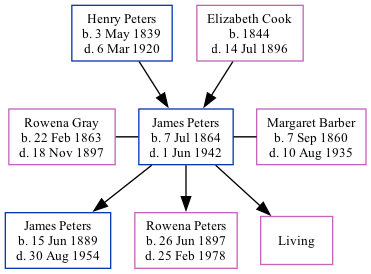 Henry Peters
b. 3 May 1839
d. 6 Mar 1920
Elizabeth Cook
b. 1844
d. 14 Jul 1896
Rowena Gray
b. 22 Feb 1863
d. 18 Nov 1897
James Peters
b. 7 Jul 1864
d. 1 Jun 1942
Margaret Barber
b. 7 Sep 1860
d. 10 Aug 1935
James Peters
b. 15 Jun 1889
d. 30 Aug 1954
Rowena Peters
b. 26 Jun 1897
d. 25 Feb 1978
Living